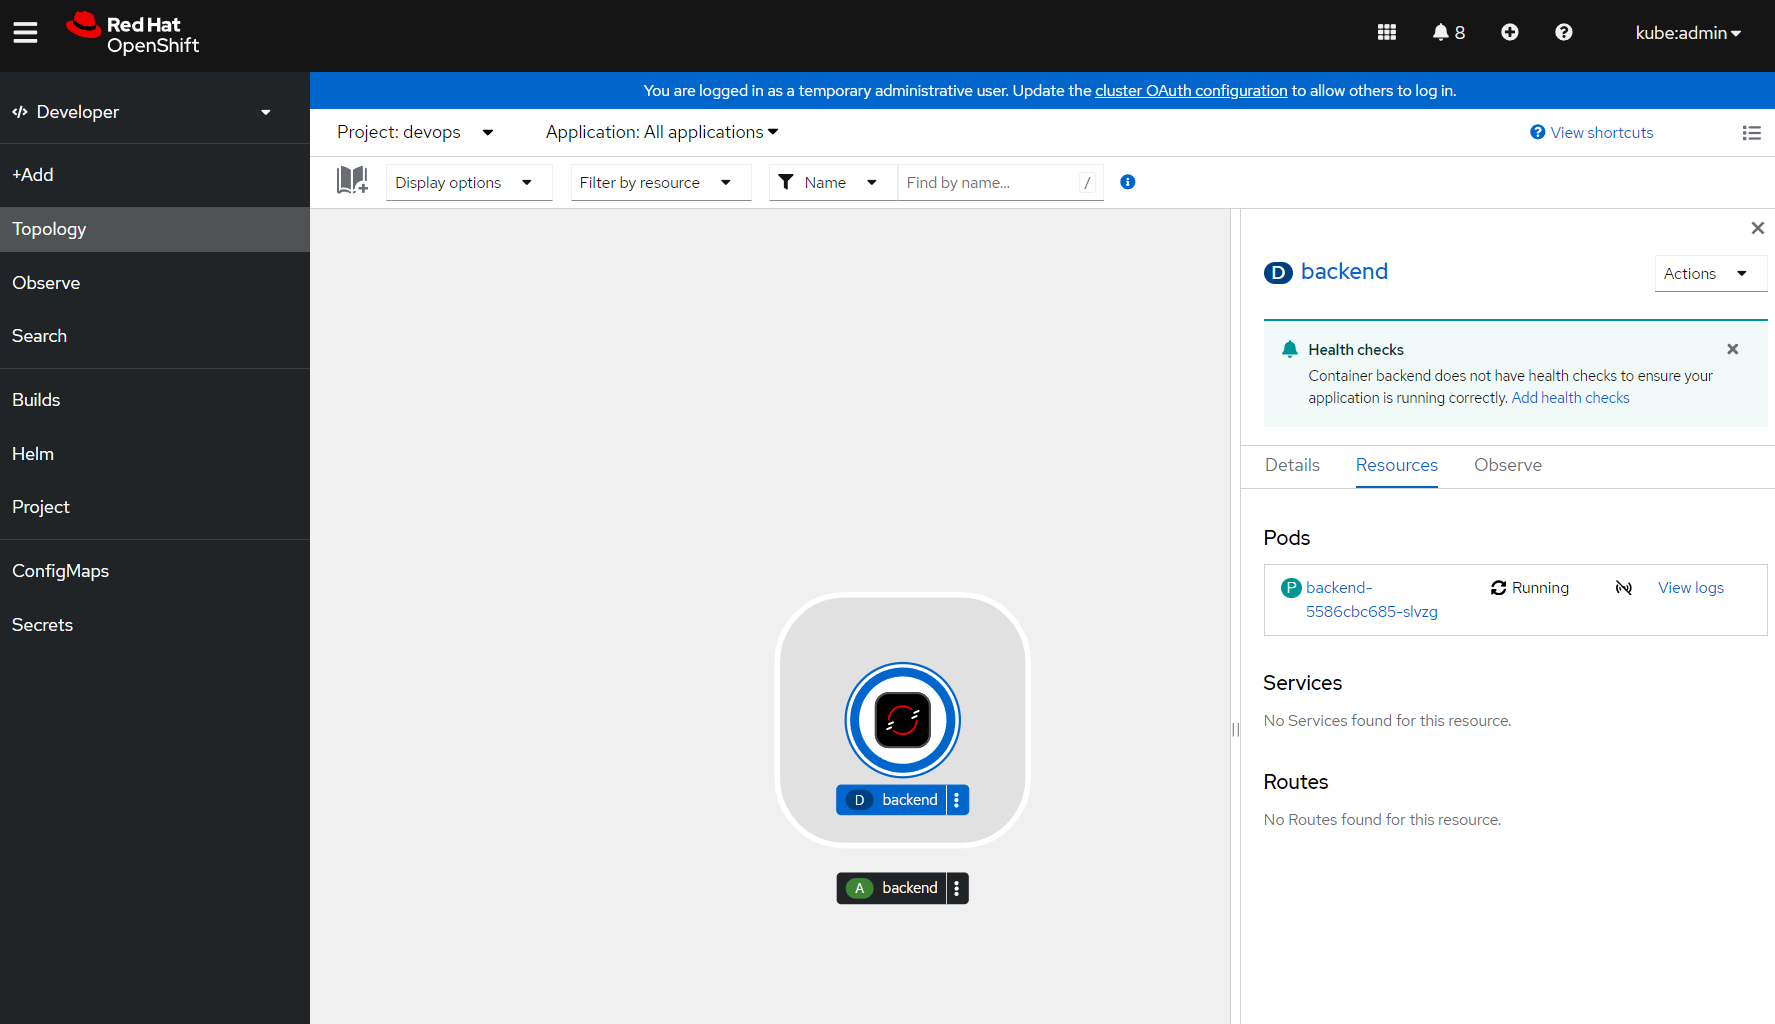 Red Hat
OpenShift
8
kube:admin
You are logged in as a temporary administrative user. Update the cluster OAuth configuration to allow others to log in.
Developer
+Add
Topology
Observe
Search
Builds
Helm
Project
ConfigMaps
Secrets
Project: devops
Application: All applications
View shortcuts
Display options
Filter by resource
Name
Find by name...
/
D backend
A backend
D backend
Actions
Health checks
Container backend does not have health checks to ensure your
application is running correctly. Add health checks
Details
Resources
Observe
Pods
P backend-
5586cbc685-slvzg
Running
View logs
Services
No Services found for this resource.
Routes
No Routes found for this resource.